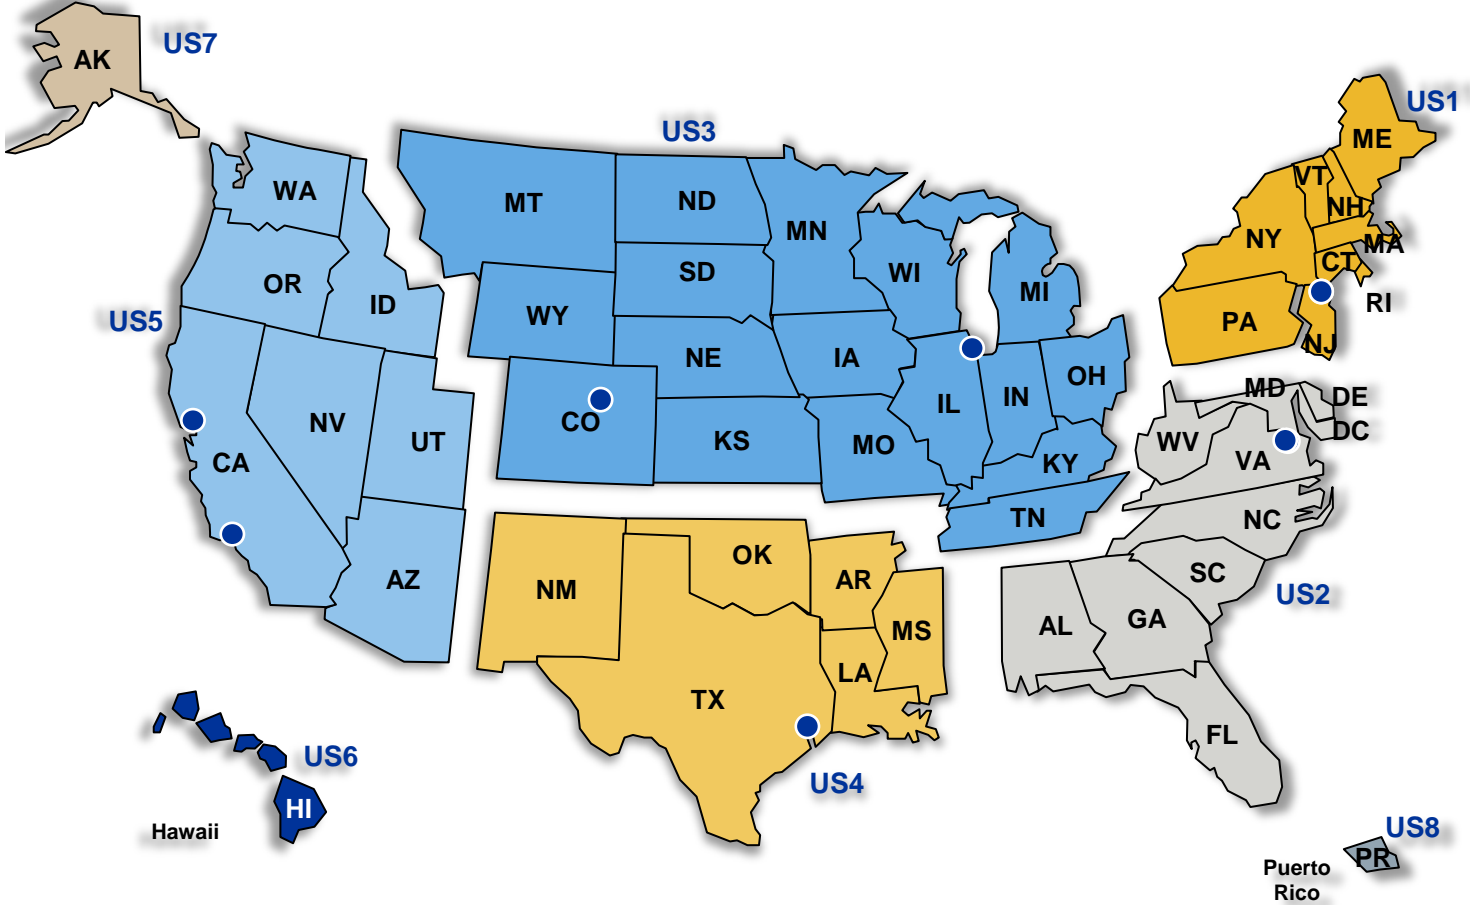 AK
US7
US3
US1
ME
WA
MT
ND
MN
VT
NH
NY
MA
OR
ID
SD
WI
MI
CT
RI
US5
WY
NE
IA
PA
NJ
OH
NV
UT
CA
CO
KS
MO
IL
IN
KY
MD
DE
DC
WV
VA
TN
NC
AZ
NM
OK
AR
MS
AL
GA
SC
US2
TX
LA
FL
US6
US4
HI
Hawaii
US8
PR
Puerto
Rico